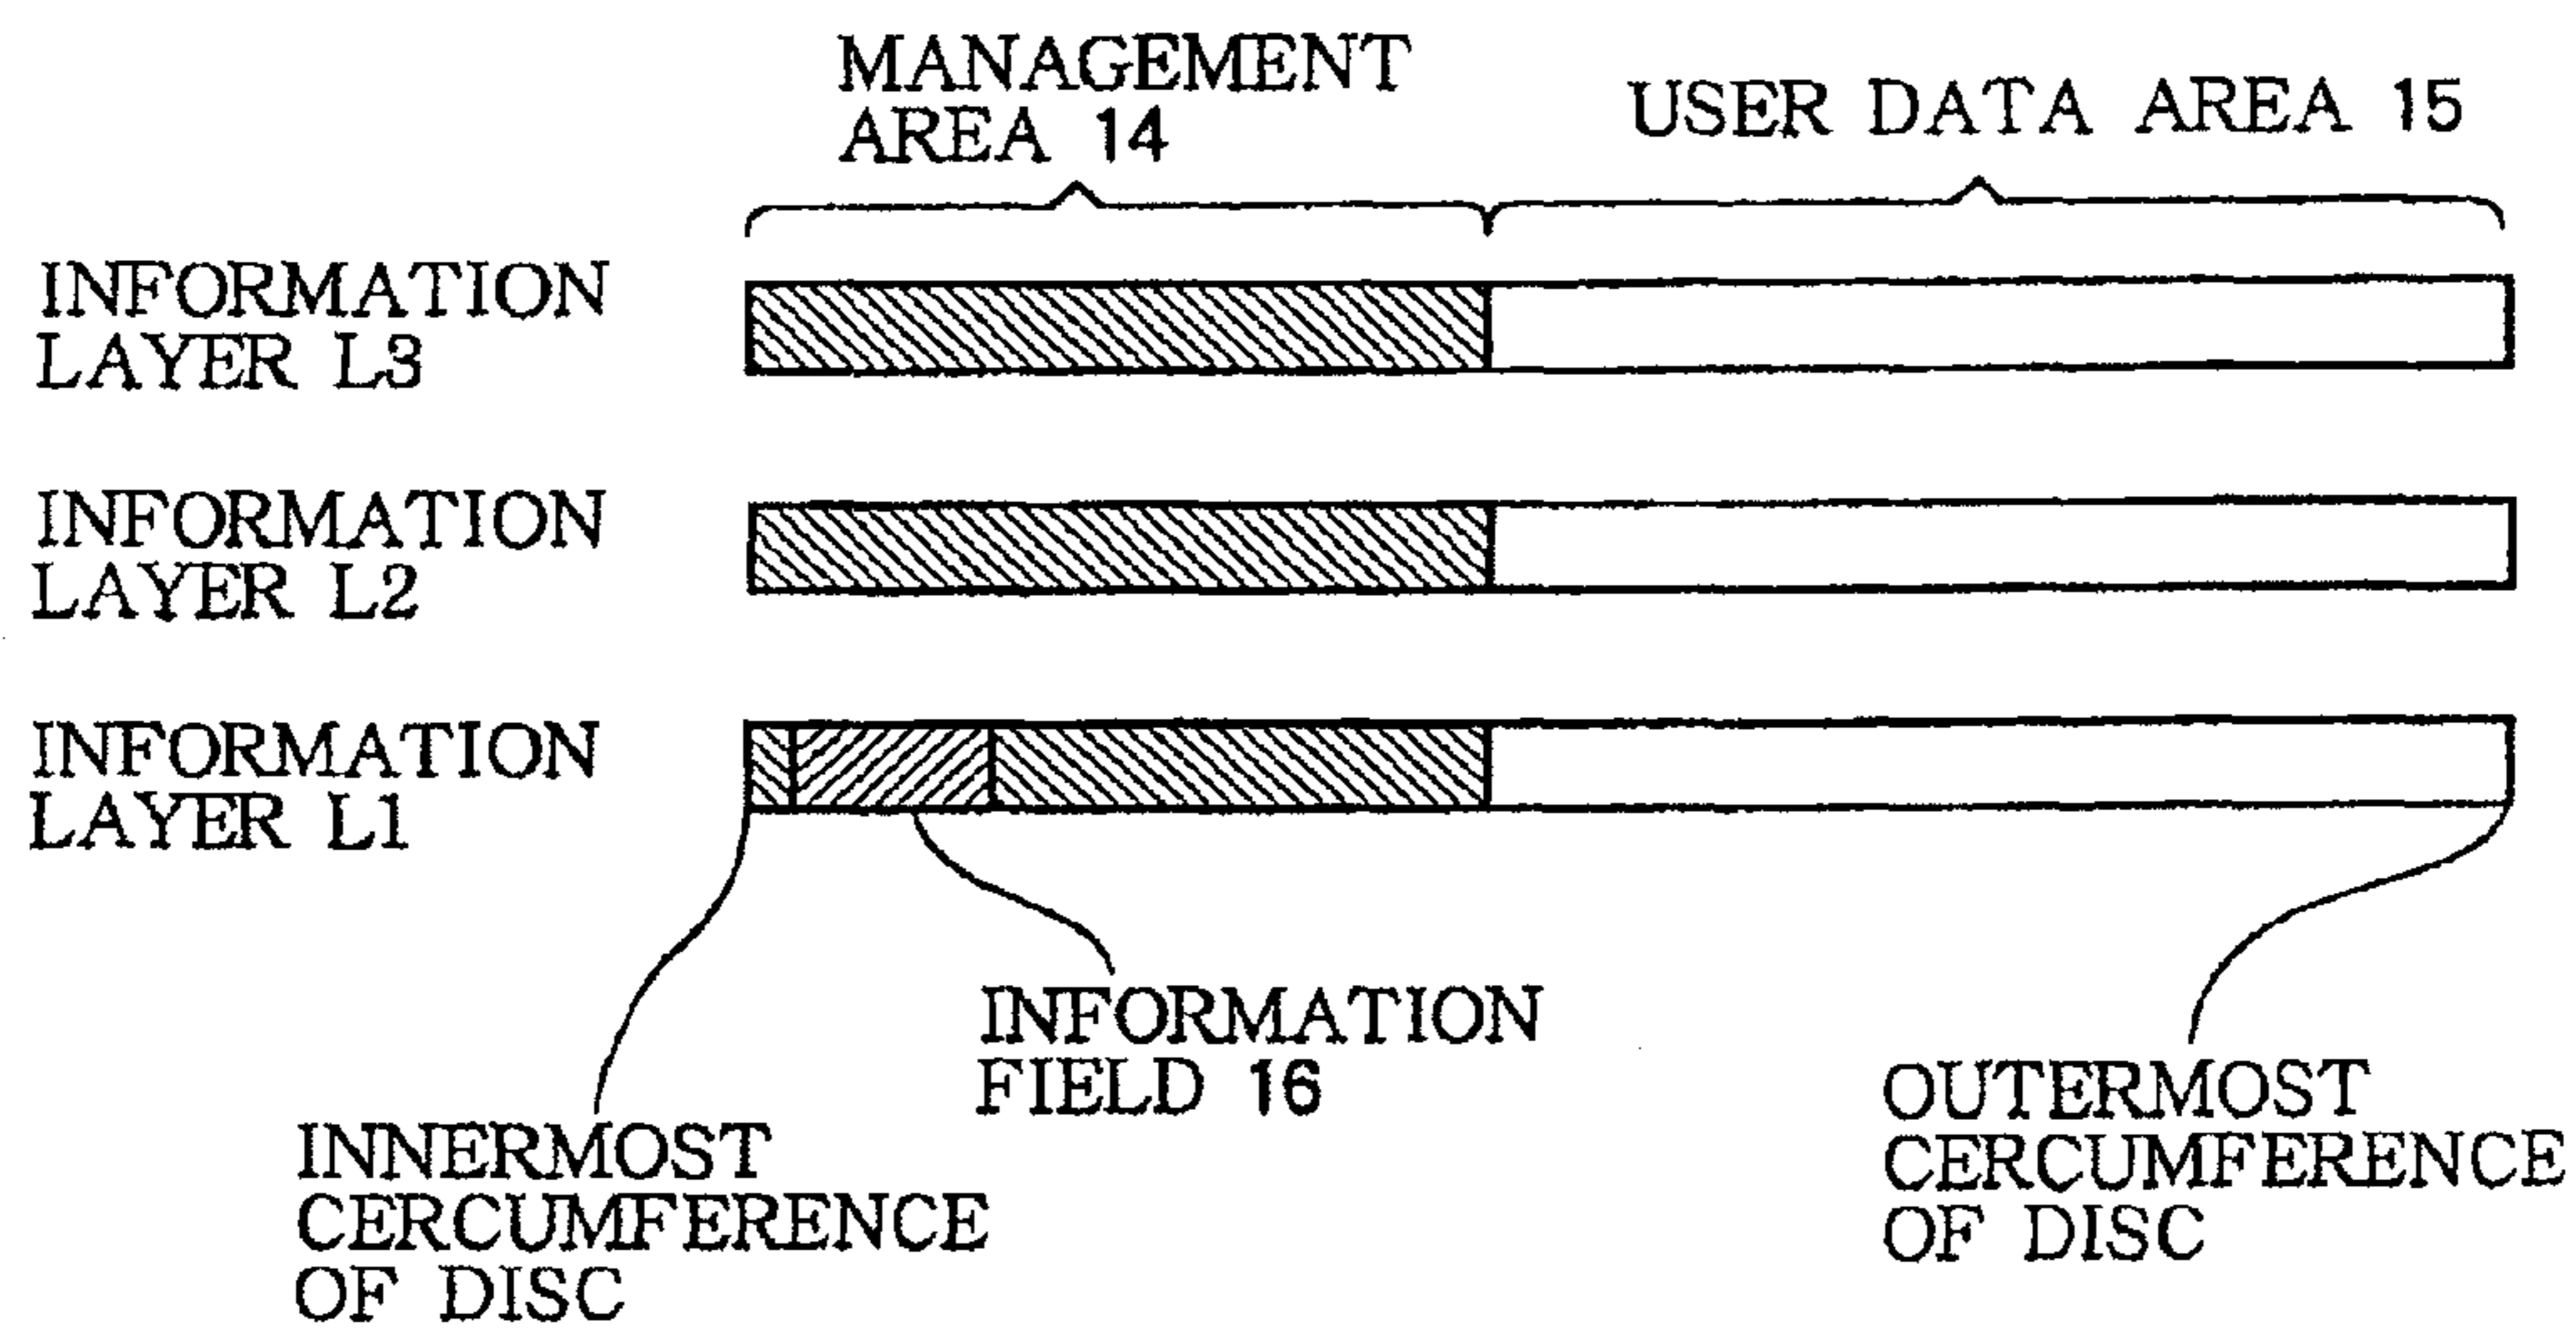 MANAGEMENT
AREA 14
USER DATA AREA 15
INFORMATION
LAYER L3
INFORMATION
LAYER L2
INFORMATION
LAYER L1
INFORMATION
FIELD 16
INNERMOST
CERCUMFERENCE
OF DISC
OUTERMOST
CERCUMFERENCE
OF DISC